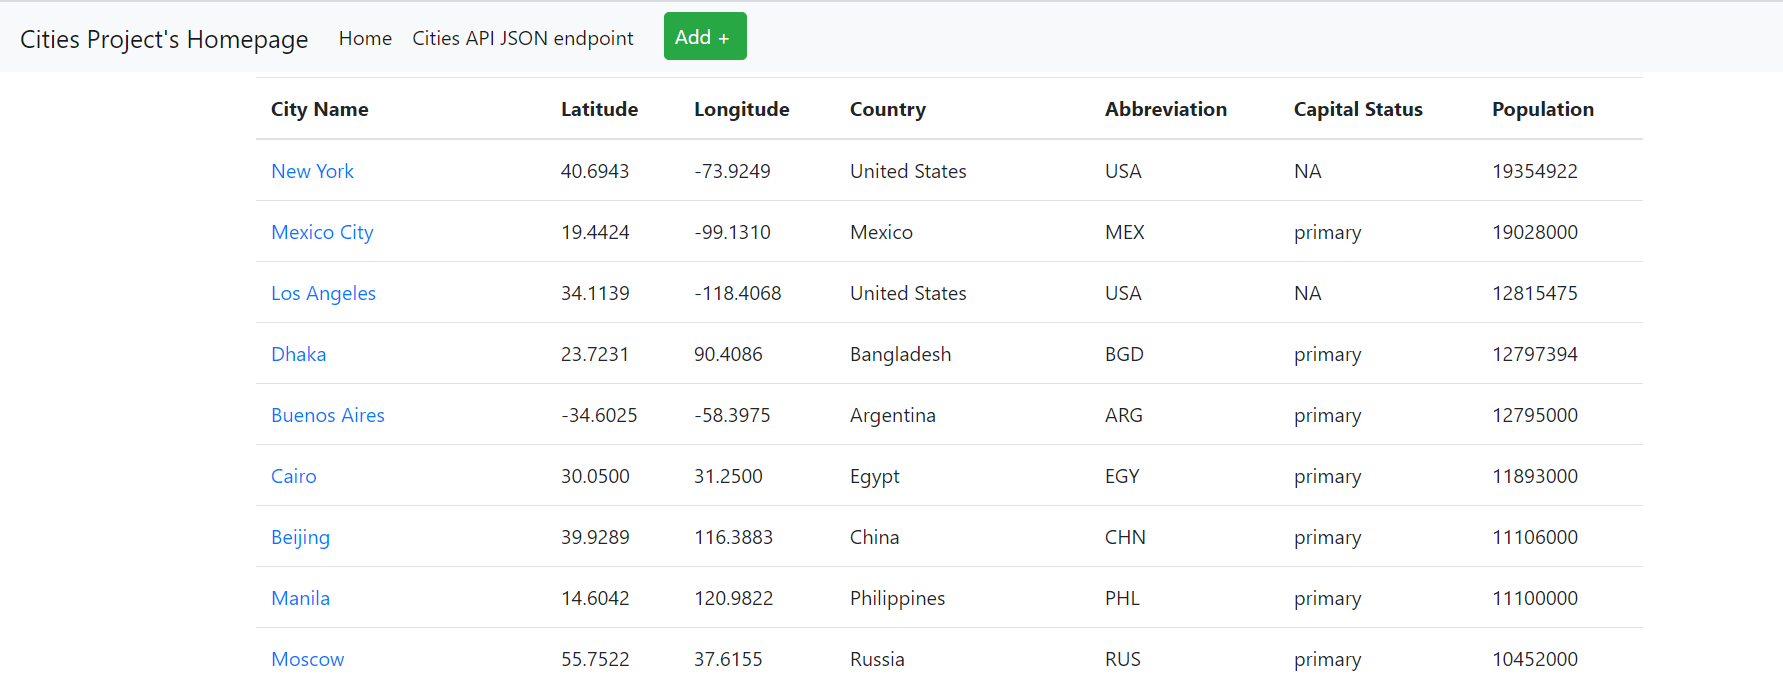 Cities Project's Homepage Home Cities API JSON endpoint Add +
City Name Latitude Longitude Country Abbreviation Capital Status Population
New York 40.6943 -73.9249 United States USA NA 19354922
Mexico City 19.4424 -99.1310 Mexico MEX primary 19028000
Los Angeles 34.1139 -118.4068 United States USA NA 12815475
Dhaka 23.7231 90.4086 Bangladesh BGD primary 12797394
Buenos Aires -34.6025 -58.3975 Argentina ARG primary 12795000
Cairo 30.0500 31.2500 Egypt EGY primary 11893000
Beijing 39.9289 116.3883 China CHN primary 11106000
Manila 14.6042 120.9822 Philippines PHL primary 11100000
Moscow 55.7522 37.6155 Russia RUS primary 10452000